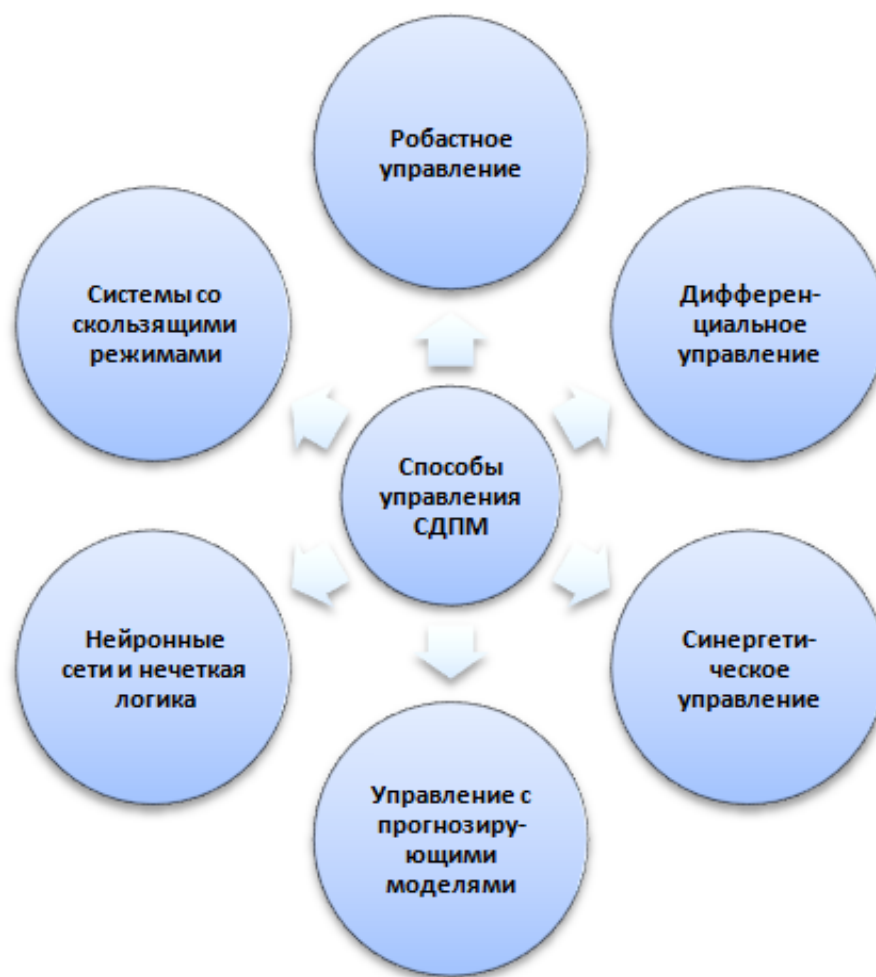 Робастное
управление
Системы со
скользящими
режимами
Дифферен-
циальное
управление
Способы
управления
СДПМ
Нейронные
сети и нечеткая
логика
Синергети-
ческое
управление
Управление с
прогнозиру-
ющими
моделями